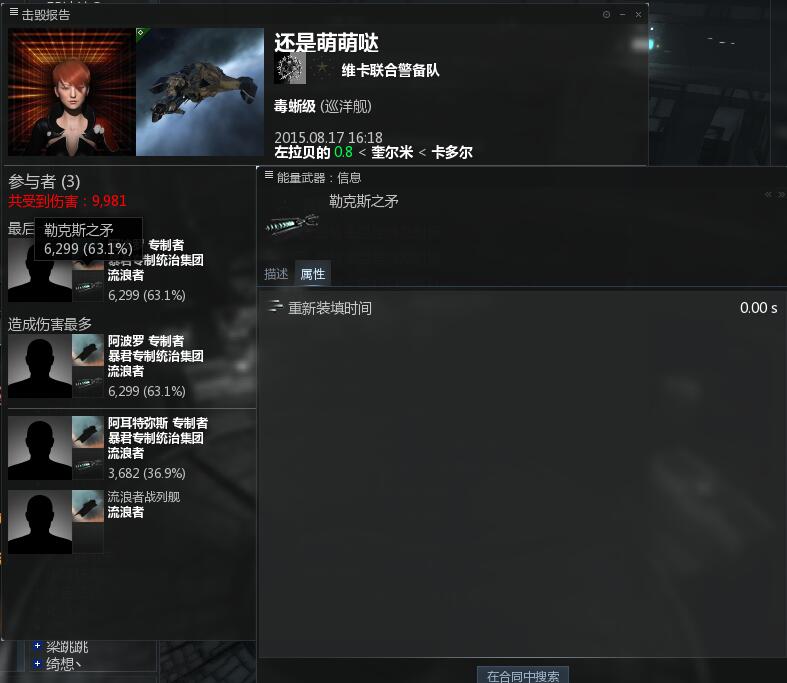 击毁报告
还是萌萌哒
维卡联合警备队
毒蜥级 (巡洋舰)
2015.08.17 16:18
左拉贝的 0.8 < 奎尔米 < 卡多尔
参与者 (3)
共受到伤害：9,981
最后
勒克斯之矛
6,299 (63.1%)
专制者
暴君专制统治集团
流浪者
6,299 (63.1%)
造成伤害最多
阿波罗 专制者
暴君专制统治集团
流浪者
6,299 (63.1%)
阿耳特弥斯 专制者
暴君专制统治集团
流浪者
3,682 (36.9%)
流浪者战列舰
流浪者
能量武器：信息
勒克斯之矛
描述 属性
重新装填时间 0.00 s
梁跳跳
绮想丶
在合同中搜索